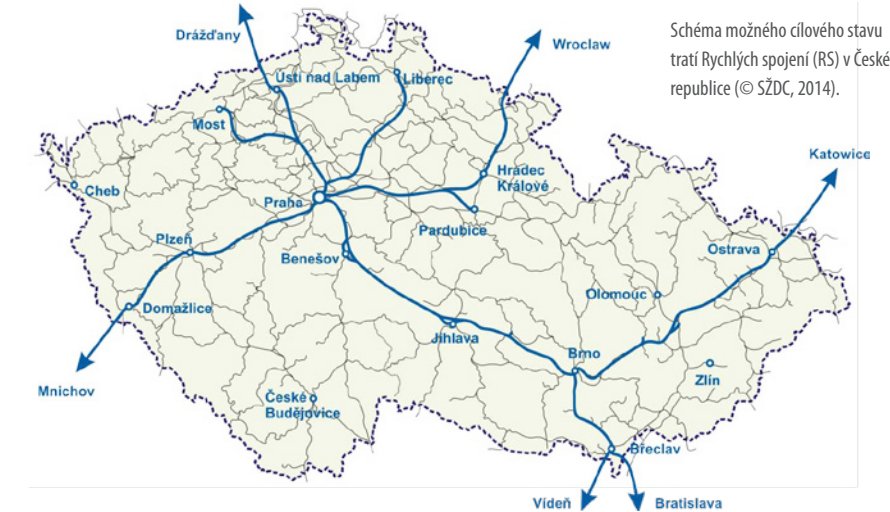 Schéma možného cílového stavu
tratí Rychlých spojení (RS) v České
republice (© SŽDC, 2014).
Drážďany
Wroclaw
Ústí nad Labem
Liberec
Most
Katowice
Cheb
Praha
Hradec
Králové
Pardubice
Plzeň
Benešov
Ostrava
Olomouc
Domažlice
Jihlava
Brno
Zlín
Mnichov
České
Budějovice
Břeclav
Vídeň
Bratislava